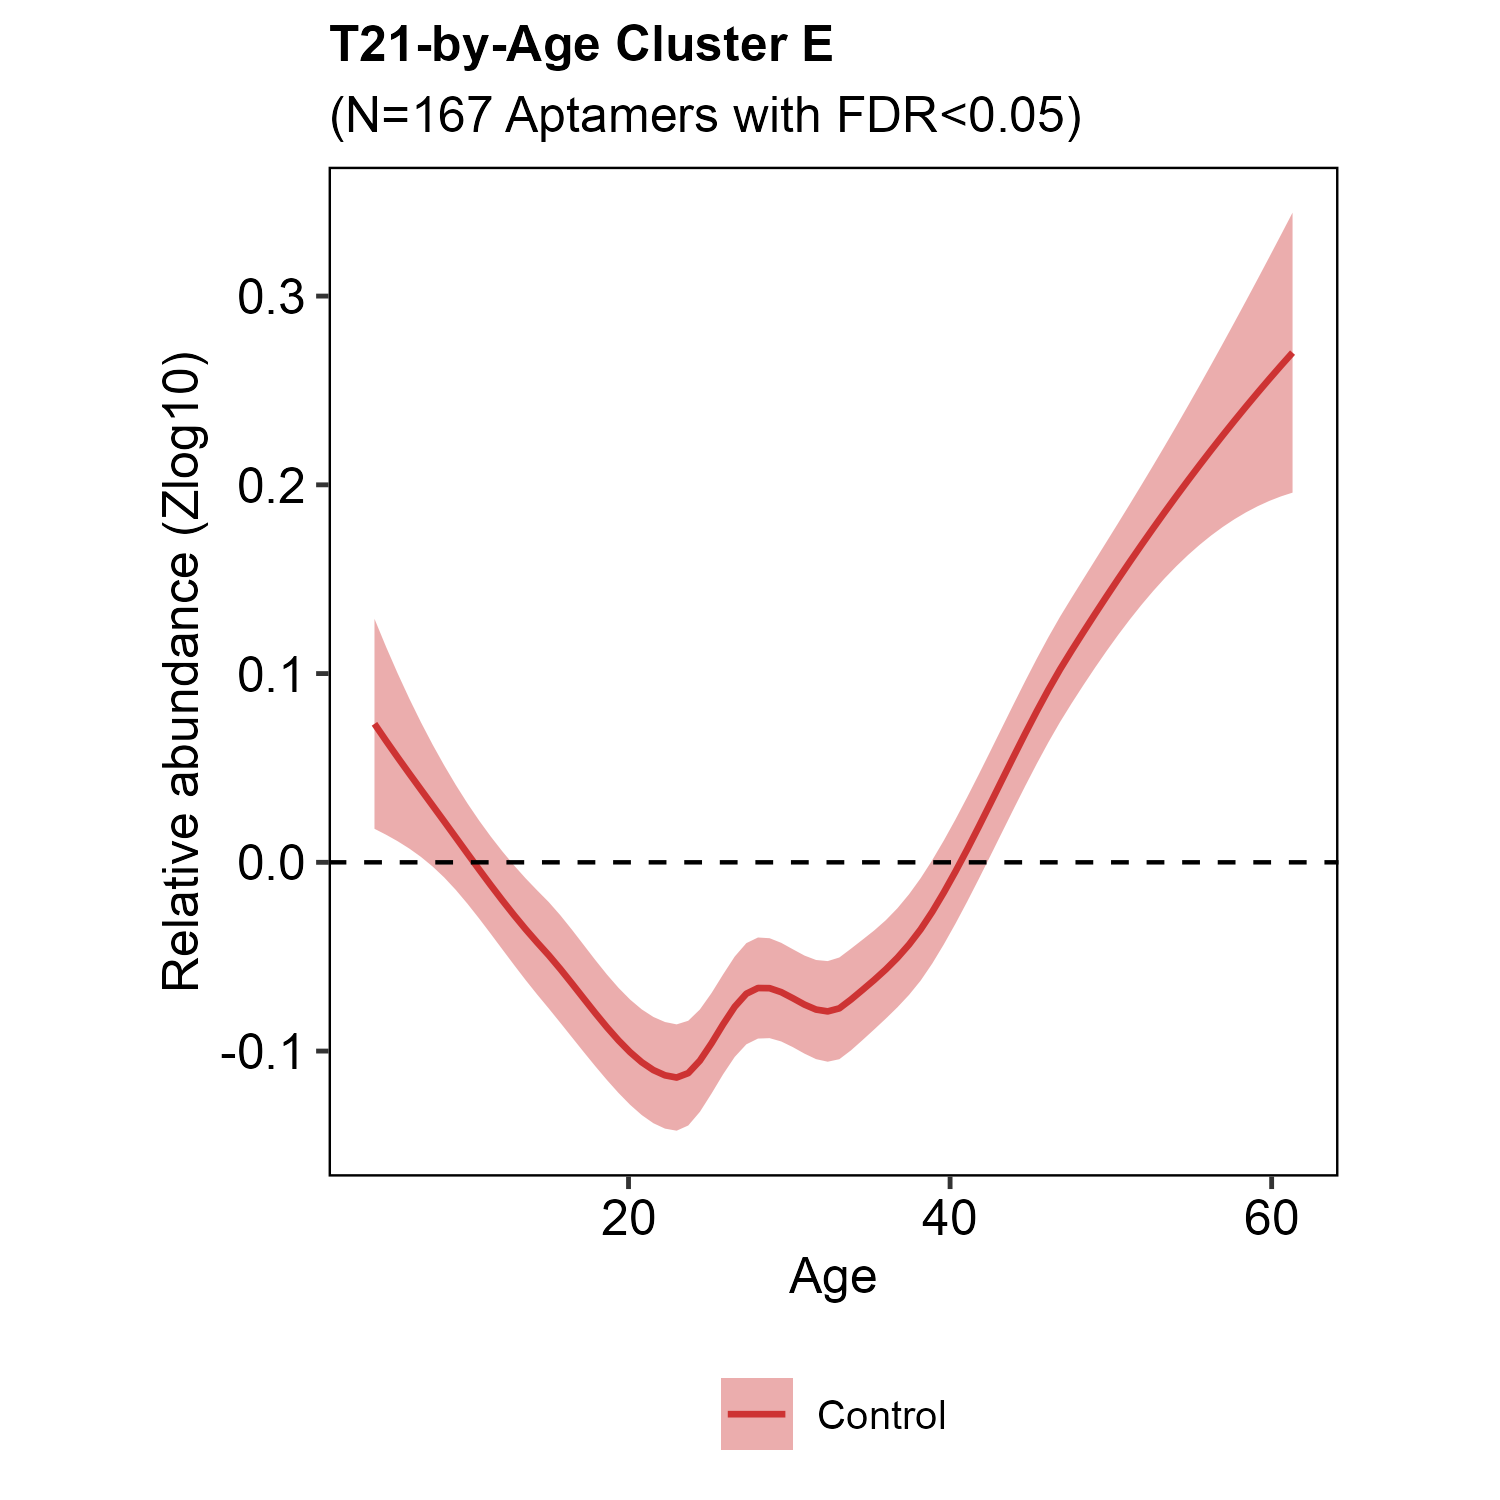 T21-by-Age Cluster E
(N=167 Aptamers with FDR<0.05)
Relative abundance (Zlog10)
0.3
0.2
0.1
0.0
-0.1
20
40
60
Age
Control